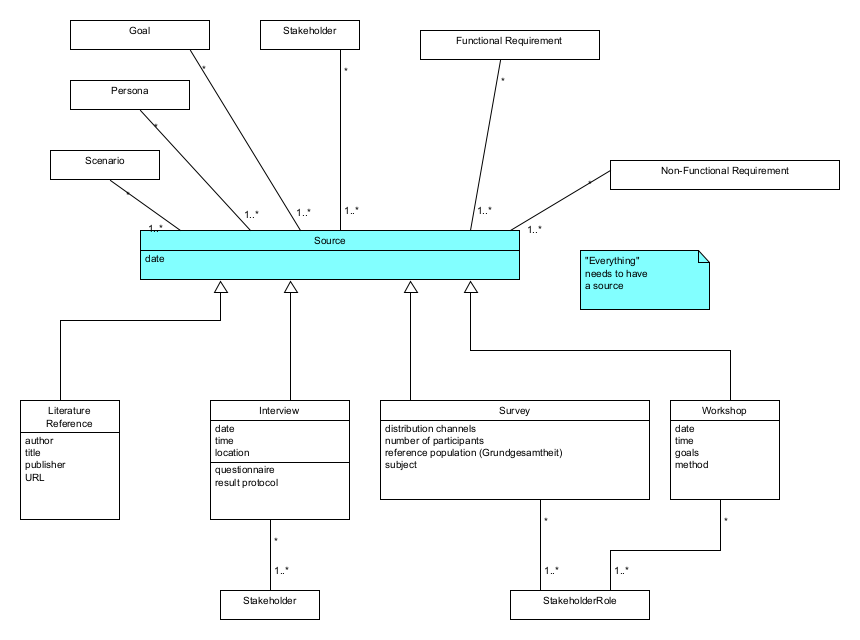 Goal
Stakeholder
Functional Requirement
*
*
*
Persona
*
Scenario
*
Non-Functional Requirement
*
1..*
1..*
1..*
1..*
1..*
1..*
Source
date
"Everything"
needs to have
a source
Literature
Reference
author
title
publisher
URL
Interview
date
time
location
questionnaire
result protocol
Survey
distribution channels
number of participants
reference population (Grundgesamtheit)
subject
Workshop
date
time
goals
method
*
1..*
*
1..*
*
1..*
Stakeholder
StakeholderRole